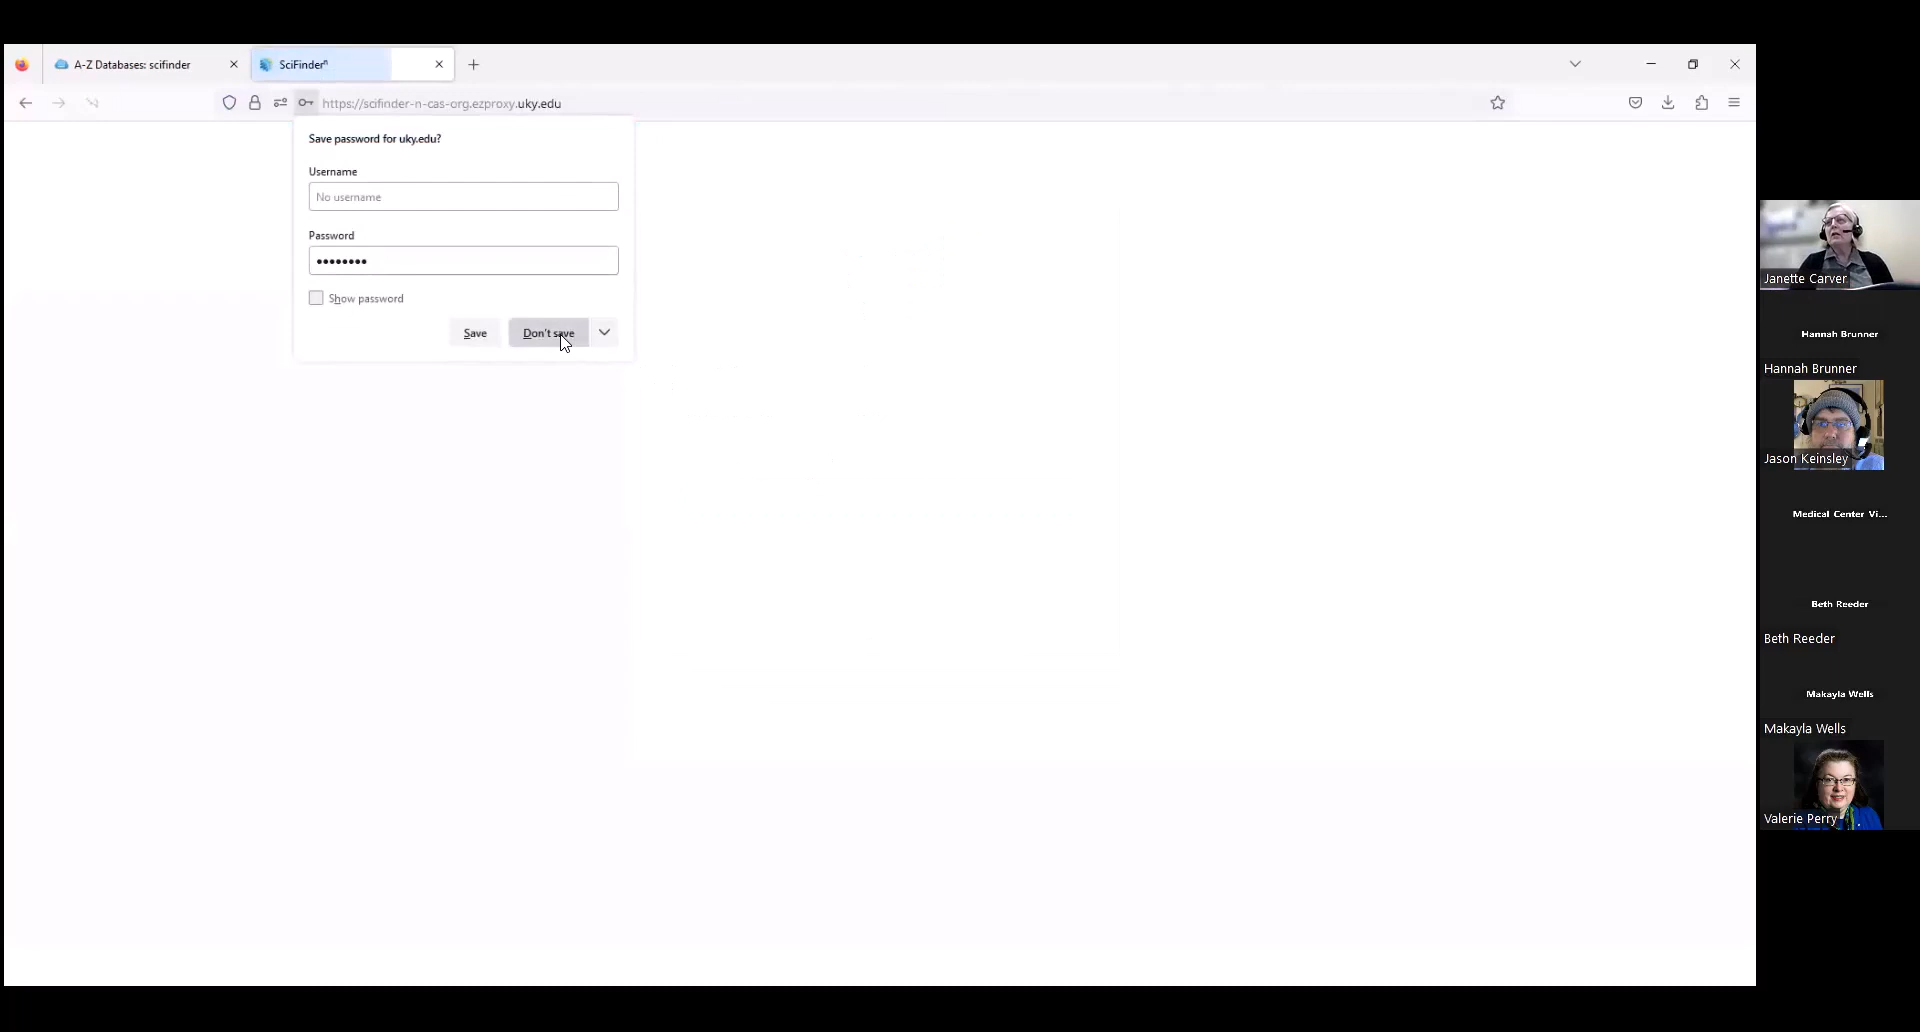 A-Z Databases: scifinder
SciFinderⁿ
https://scifinder-n-cas-org.ezproxy.uky.edu
Save password for uky.edu?
Username
No username
Password
••••••••
Show password
Save
Don't save
Janette Carver
Hannah Brunner
Hannah Brunner
Jason Keinsley
Medical Center Vi...
Beth Reeder
Beth Reeder
Makayla Wells
Makayla Wells
Valerie Perry